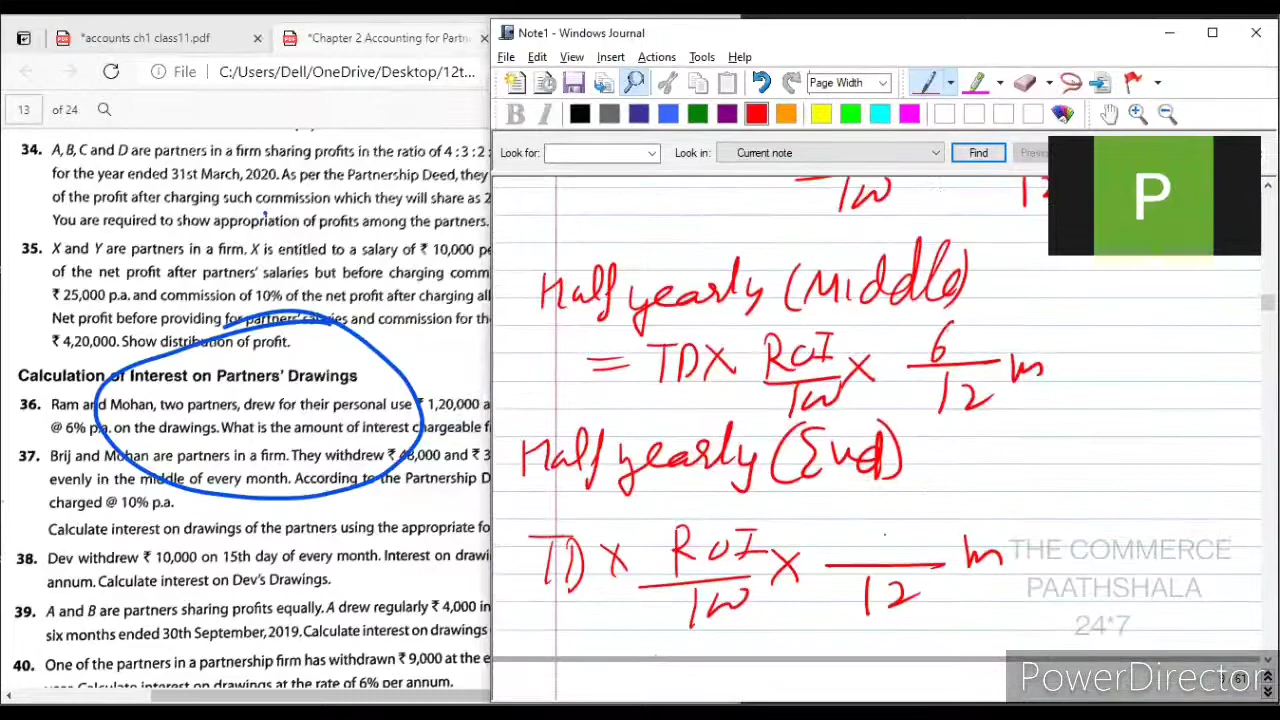 *accounts ch1 class11.pdf
*Chapter 2 Accounting for Partn
File
C:/Users/Dell/OneDrive/Desktop/12t...
13 of 24
34. A, B, C and D are partners in a firm sharing profits in the ratio of 4 : 3 : 2 :
for the year ended 31st March, 2020. As per the Partnership Deed, they
of the profit after charging such commission which they will share as 2
You are required to show appropriation of profits among the partners.
35. X and Y are partners in a firm. X is entitled to a salary of ₹ 10,000 pe
of the net profit after partners' salaries but before charging comm
₹ 25,000 p.a. and commission of 10% of the net profit after charging all
Net profit before providing for partners' salaries and commission for the
₹ 4,20,000. Show distribution of profit.
Calculation of Interest on Partners' Drawings
36. Ram and Mohan, two partners, drew for their personal use ₹ 1,20,000 a
@ 6% p.a. on the drawings. What is the amount of interest chargeable f
37. Brij and Mohan are partners in a firm. They withdrew ₹ 48,000 and ₹ 3
evenly in the middle of every month. According to the Partnership D
charged @ 10% p.a.
Calculate interest on drawings of the partners using the appropriate fo
38. Dev withdrew ₹ 10,000 on 15th day of every month. Interest on drawi
annum. Calculate interest on Dev's Drawings.
39. A and B are partners sharing profits equally. A drew regularly ₹ 4,000 in
six months ended 30th September, 2019. Calculate interest on drawings
40. One of the partners in a partnership firm has withdrawn ₹ 9,000 at the e
year. Calculate interest on drawings at the rate of 6% per annum.
Note1 - Windows Journal
File Edit View Insert Actions Tools Help
Page Width
B I
Look for: Look in: Current note Find Previ
P
100 12
Half yearly (Middle)
= TD X ROI/100 X 6/12 m
Half yearly (End)
TD X ROI/100 X /12 m
THE COMMERCE
PAATHSHALA
24*7
PowerDirector